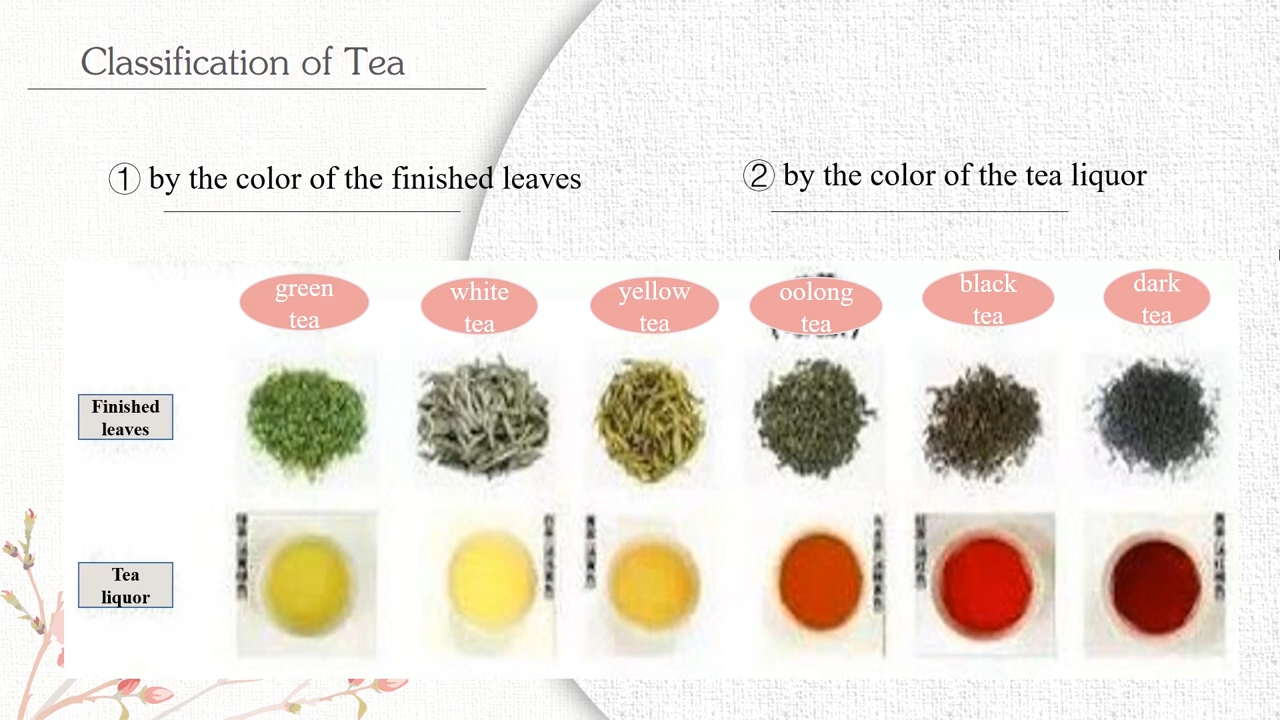 Classification of Tea
① by the color of the finished leaves
② by the color of the tea liquor
green
tea
white
tea
yellow
tea
oolong
tea
black
tea
dark
tea
Finished
leaves
Tea
liquor